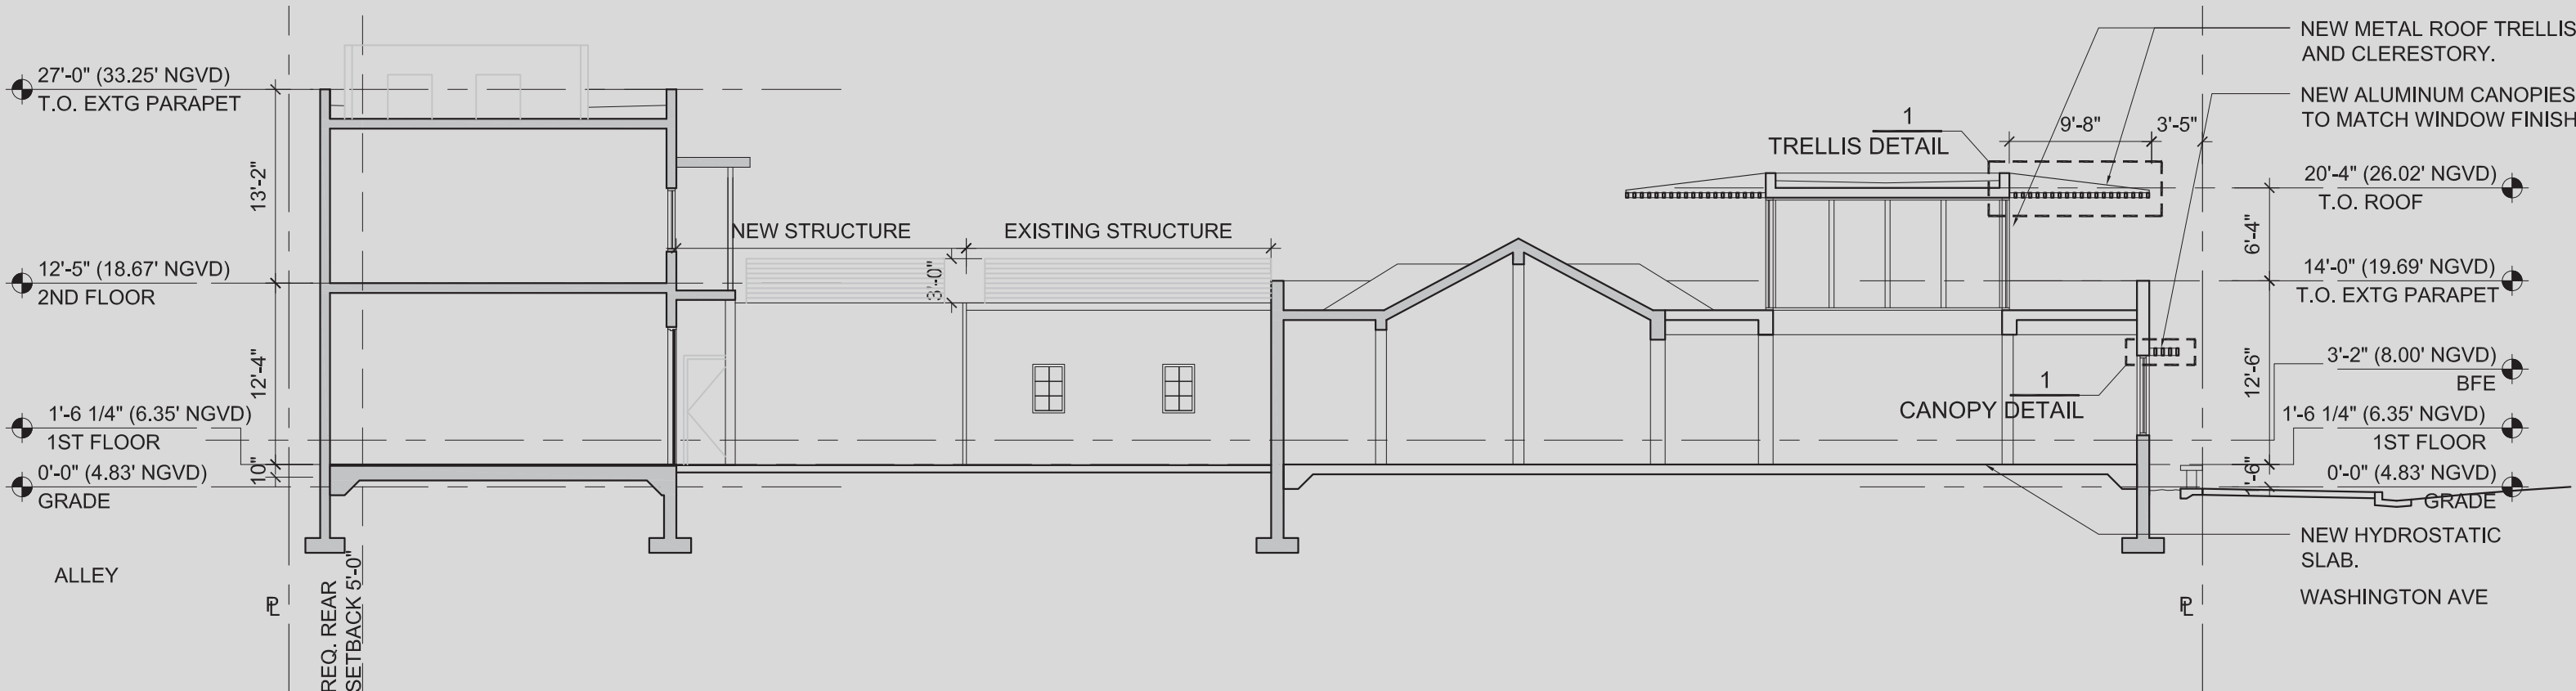 27'-0" (33.25' NGVD)
T.O. EXTG PARAPET
13'-2"
12'-5" (18.67' NGVD)
2ND FLOOR
12'-4"
1'-6 1/4" (6.35' NGVD)
1ST FLOOR
10"
0'-0" (4.83' NGVD)
GRADE
ALLEY
PL
REQ. REAR
SETBACK 5'-0"
NEW STRUCTURE
EXISTING STRUCTURE
3'-0"
1
TRELLIS DETAIL
9'-8"
3'-5"
1
CANOPY DETAIL
NEW METAL ROOF TRELLIS
AND CLERESTORY.
NEW ALUMINUM CANOPIES
TO MATCH WINDOW FINISH
20'-4" (26.02' NGVD)
T.O. ROOF
6'-4"
14'-0" (19.69' NGVD)
T.O. EXTG PARAPET
12'-6"
3'-2" (8.00' NGVD)
BFE
1'-6 1/4" (6.35' NGVD)
1ST FLOOR
0'-0" (4.83' NGVD)
GRADE
NEW HYDROSTATIC
SLAB.
PL
WASHINGTON AVE